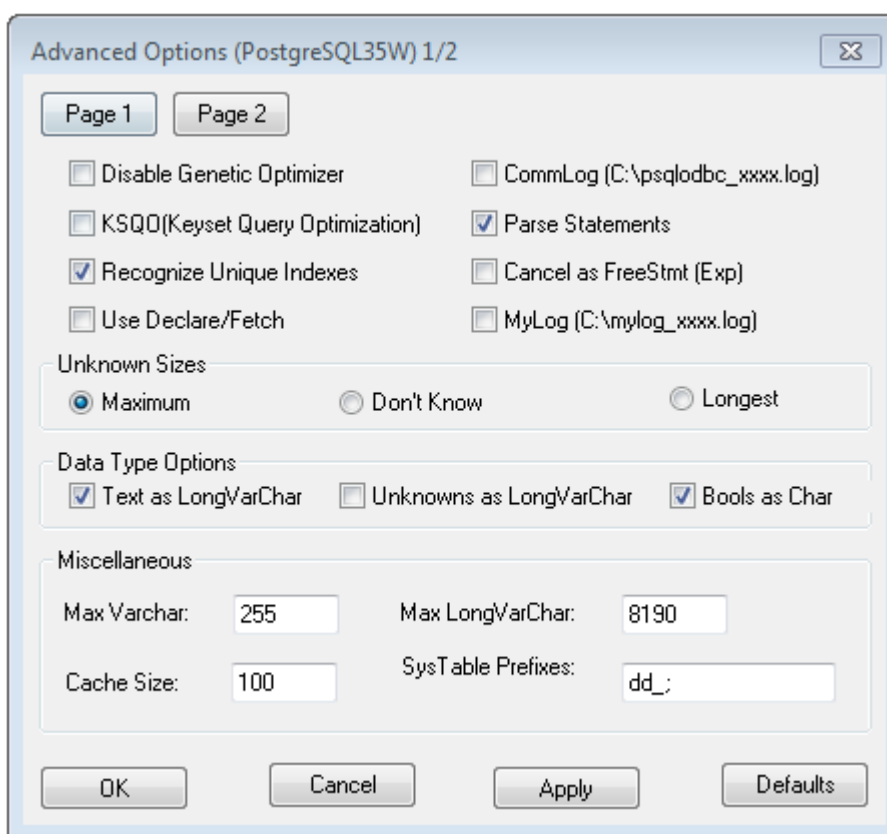 Advanced Options (PostgreSQL35W) 1/2
Page 1 Page 2
Disable Genetic Optimizer CommLog (C:\psqlodbc_xxxx.log)
KSQO(Keyset Query Optimization) Parse Statements
Recognize Unique Indexes Cancel as FreeStmt (Exp)
Use Declare/Fetch MyLog (C:\mylog_xxxx.log)
Unknown Sizes
Maximum Don't Know Longest
Data Type Options
Text as LongVarChar Unknowns as LongVarChar Bools as Char
Miscellaneous
Max Varchar: 255 Max LongVarChar: 8190
Cache Size: 100 SysTable Prefixes: dd_;
OK Cancel Apply Defaults